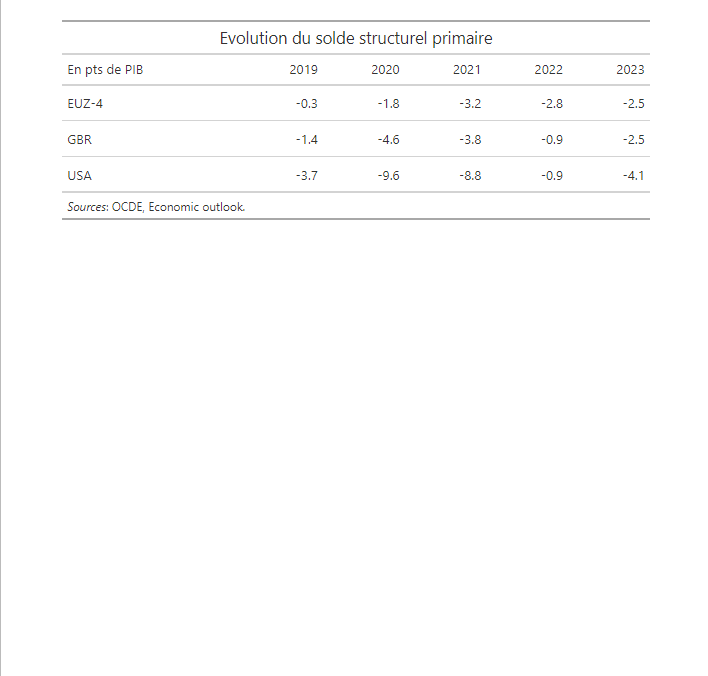 Evolution du solde structurel primaire
En pts de PIB 2019 2020 2021 2022 2023
EUZ-4 -0.3 -1.8 -3.2 -2.8 -2.5
GBR -1.4 -4.6 -3.8 -0.9 -2.5
USA -3.7 -9.6 -8.8 -0.9 -4.1
Sources: OCDE, Economic outlook.